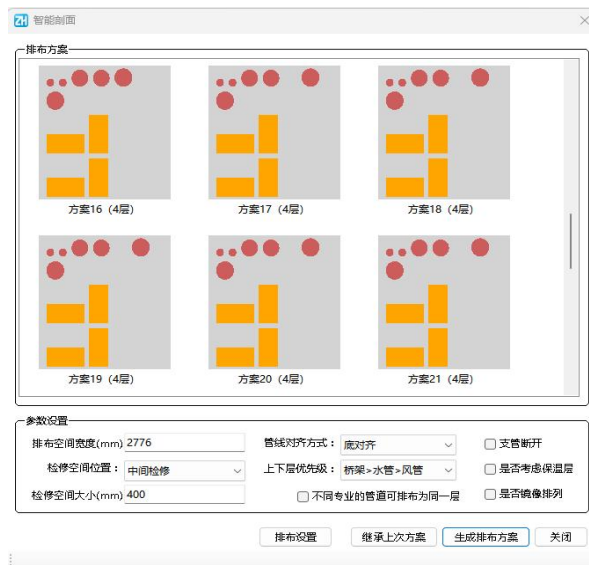 ZH 智能剖面
排布方案
方案16 (4层) 方案17 (4层) 方案18 (4层)
方案19 (4层) 方案20 (4层) 方案21 (4层)
参数设置
排布空间宽度(mm) 2776 管线对齐方式： 底对齐 支管断开
检修空间位置： 中间检修 上下层优先级： 桥架>水管>风管 是否考虑保温层
检修空间大小(mm) 400 不同专业的管道可排布为同一层 是否镜像排列
排布设置 继承上次方案 生成排布方案 关闭